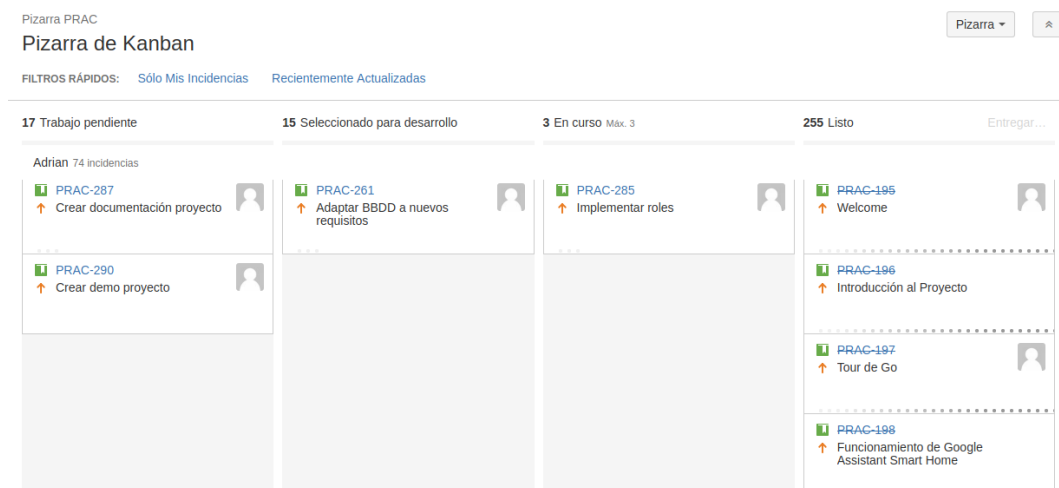 Pizarra PRAC
Pizarra de Kanban
Pizarra
FILTROS RÁPIDOS: Sólo Mis Incidencias Recientemente Actualizadas
17 Trabajo pendiente
15 Seleccionado para desarrollo
3 En curso Máx. 3
255 Listo
Entregar…
Adrian 74 incidencias
PRAC-287
Crear documentación proyecto
PRAC-290
Crear demo proyecto
PRAC-261
Adaptar BBDD a nuevos
requisitos
PRAC-285
Implementar roles
PRAC-195
Welcome
PRAC-196
Introducción al Proyecto
PRAC-197
Tour de Go
PRAC-198
Funcionamiento de Google
Assistant Smart Home